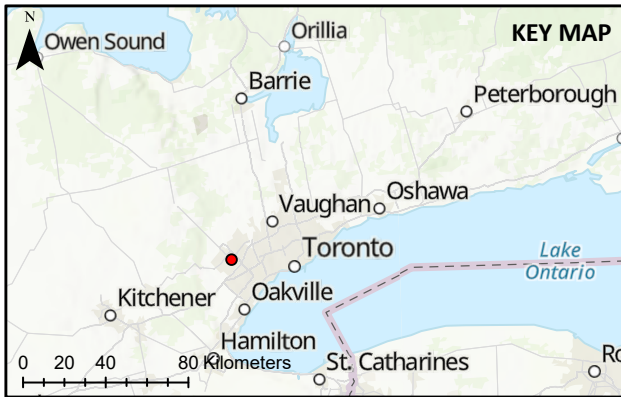 N
KEY MAP
Owen Sound
Orillia
Barrie
Peterborough
Vaughan
Oshawa
Toronto
Lake
Ontario
Kitchener
Oakville
Hamilton
0 20 40 80 Kilometers
St. Catharines